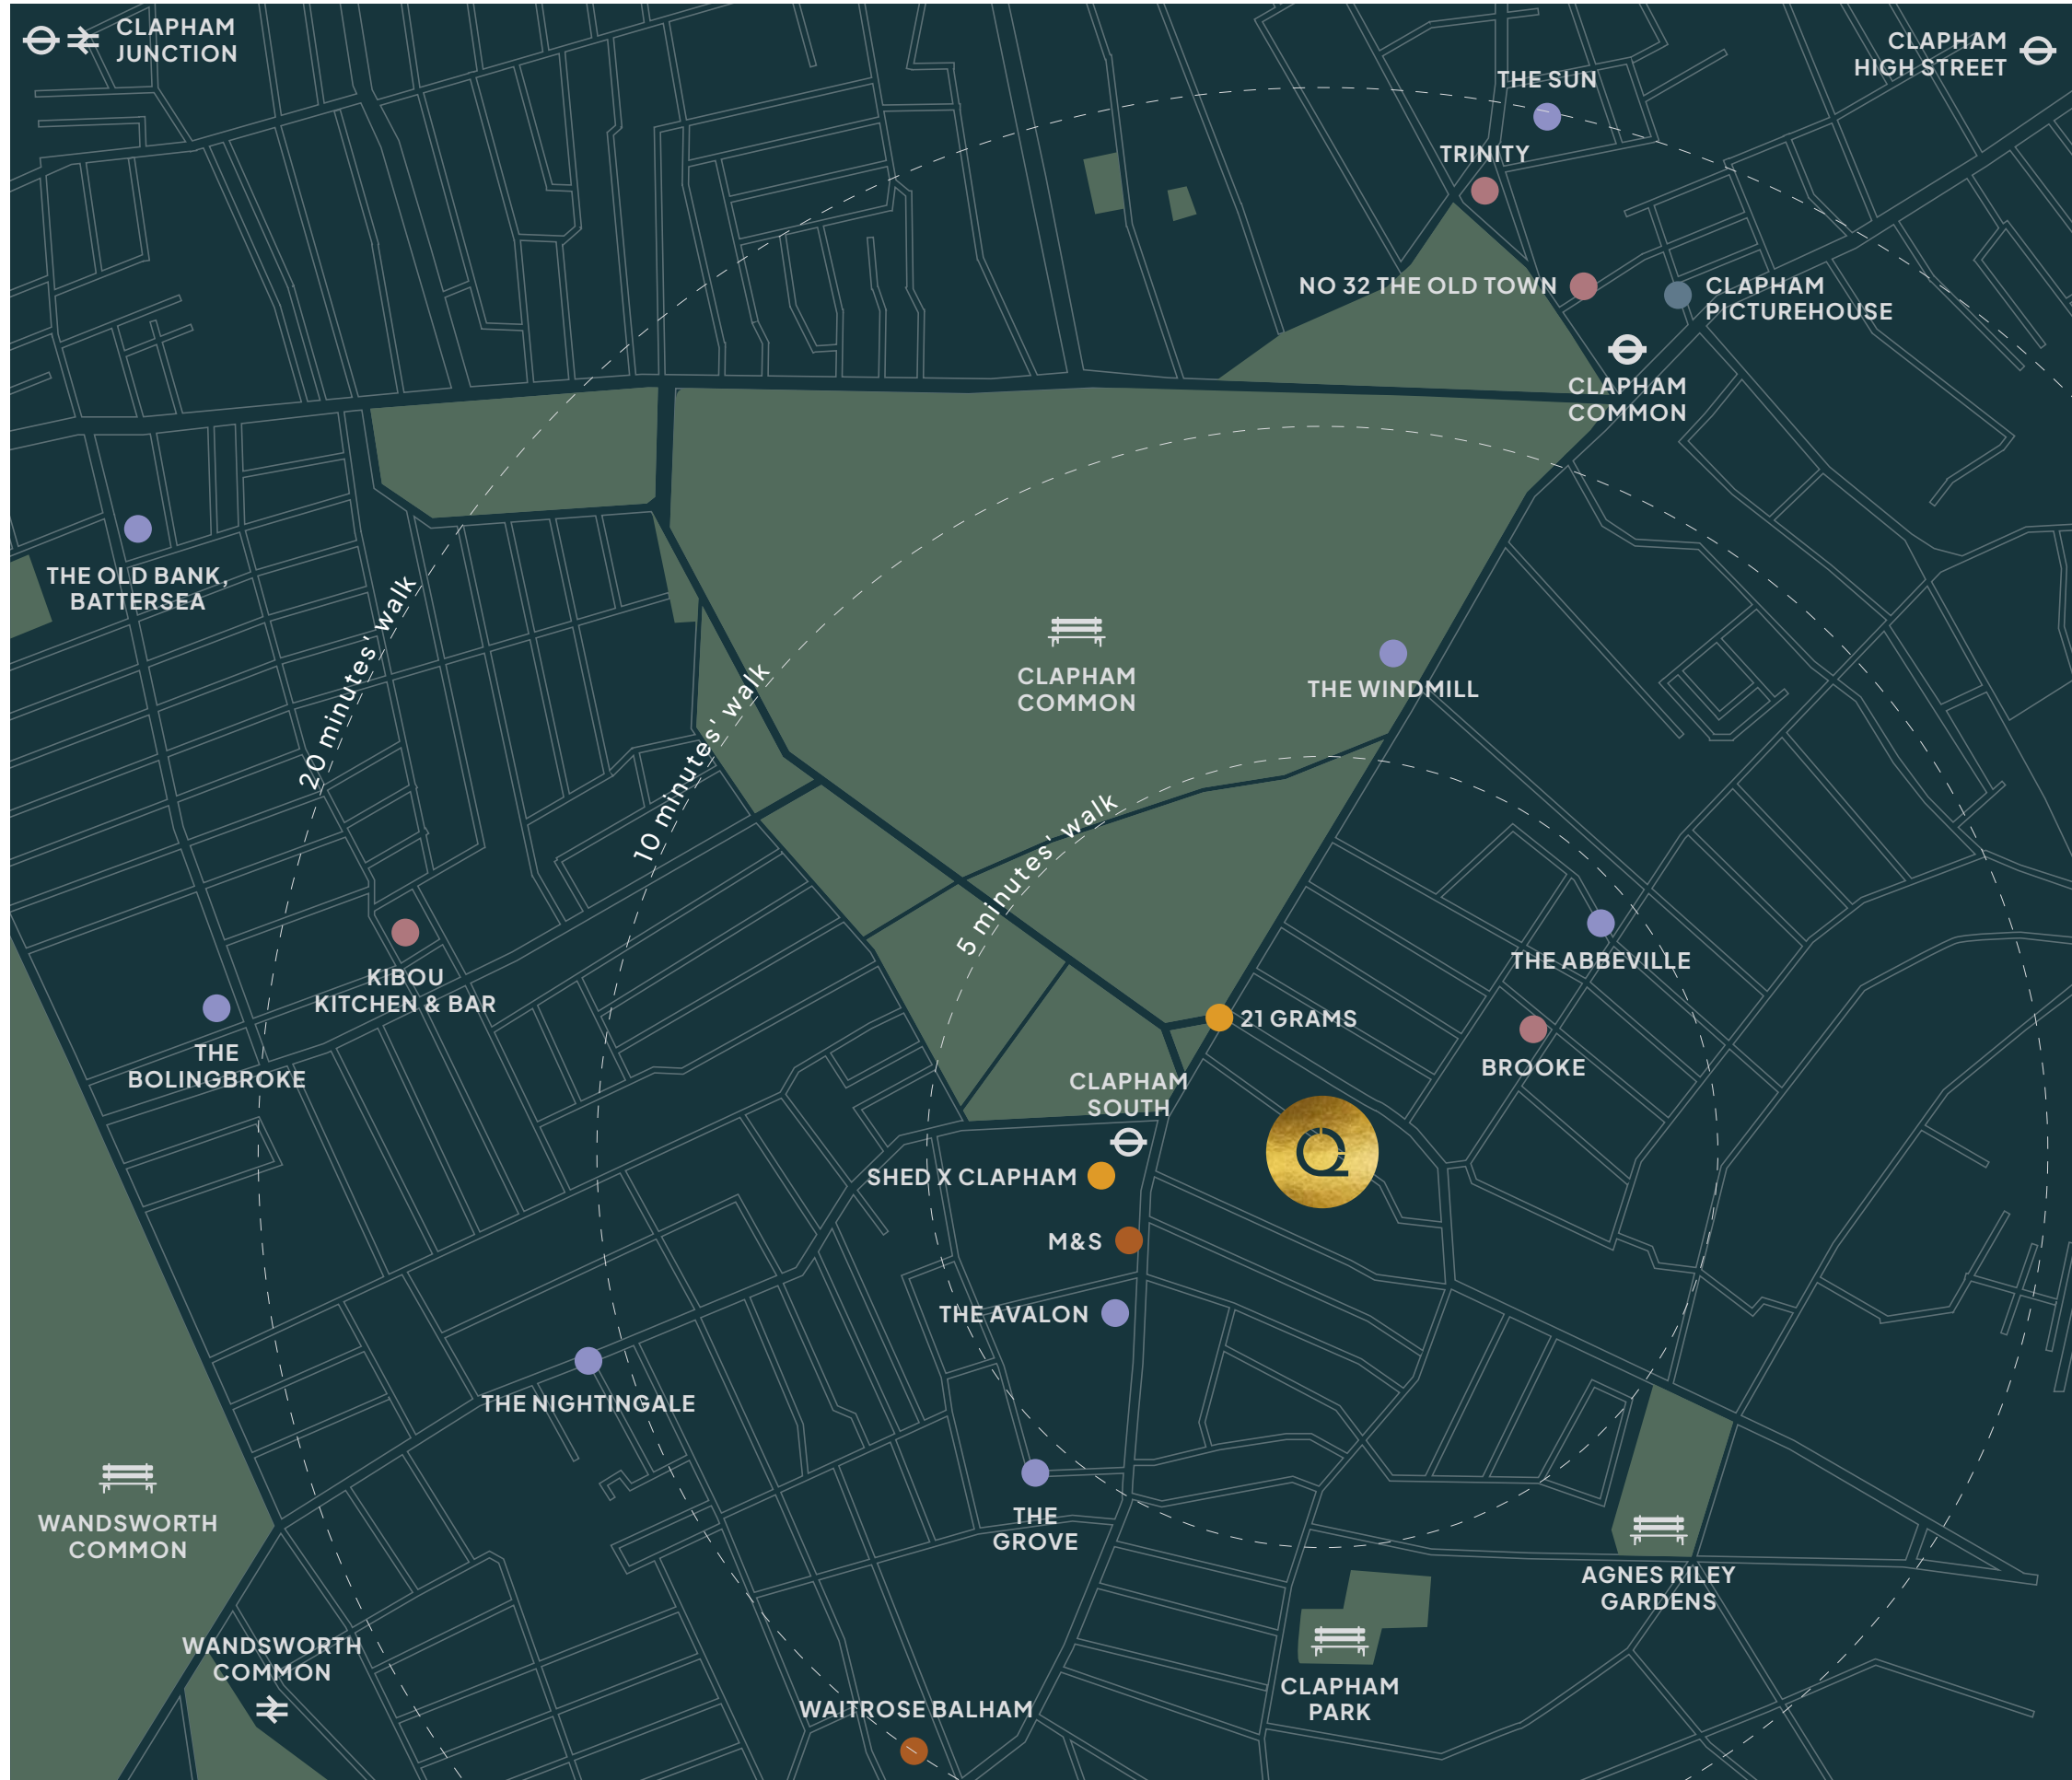 CLAPHAM
JUNCTION
CLAPHAM
HIGH STREET
THE SUN
TRINITY
NO 32 THE OLD TOWN
CLAPHAM
PICTUREHOUSE
CLAPHAM
COMMON
THE OLD BANK,
BATTERSEA
20 minutes' walk
10 minutes' walk
5 minutes' walk
CLAPHAM
COMMON
THE WINDMILL
THE ABBEVILLE
KIBOU
KITCHEN & BAR
THE
BOLINGBROKE
21 GRAMS
BROOKE
CLAPHAM
SOUTH
SHED X CLAPHAM
M&S
THE AVALON
THE NIGHTINGALE
THE
GROVE
WANDSWORTH
COMMON
AGNES RILEY
GARDENS
WANDSWORTH
COMMON
WAITROSE BALHAM
CLAPHAM
PARK